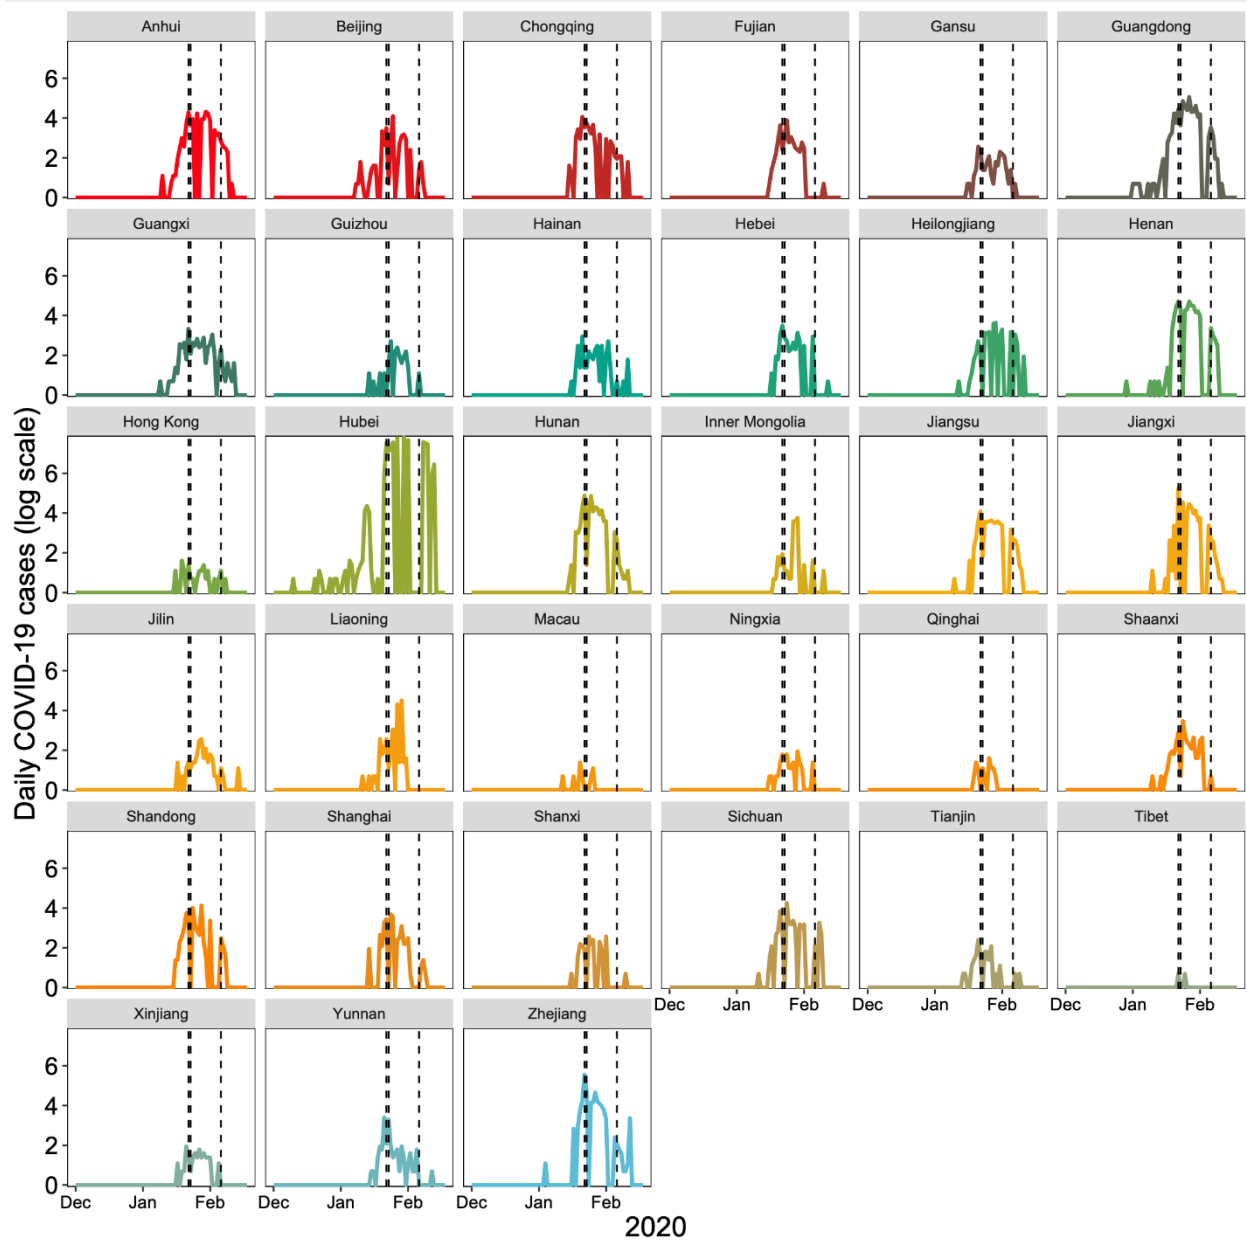 Anhui Beijing Chongqing Fujian Gansu Guangdong
6
4
2
0
Guangxi Guizhou Hainan Hebei Heilongjiang Henan
6
4
2
0
Hong Kong Hubei Hunan Inner Mongolia Jiangsu Jiangxi
6
4
2
0
Daily COVID-19 cases (log scale)
Jilin Liaoning Macau Ningxia Qinghai Shaanxi
6
4
2
0
Shandong Shanghai Shanxi Sichuan Tianjin Tibet
6
4
2
0
Dec Jan Feb Dec Jan Feb Dec Jan Feb
Xinjiang Yunnan Zhejiang
6
4
2
0
Dec Jan Feb Dec Jan Feb Dec Jan Feb
2020